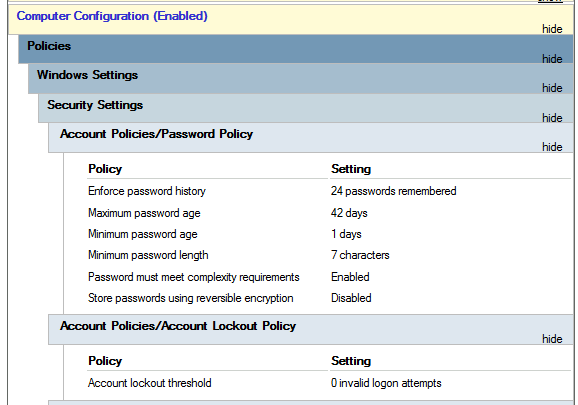 show
Computer Configuration (Enabled)
hide
Policies
hide
Windows Settings
hide
Security Settings
hide
Account Policies/Password Policy
hide
Policy Setting
Enforce password history 24 passwords remembered
Maximum password age 42 days
Minimum password age 1 days
Minimum password length 7 characters
Password must meet complexity requirements Enabled
Store passwords using reversible encryption Disabled
Account Policies/Account Lockout Policy
hide
Policy Setting
Account lockout threshold 0 invalid logon attempts